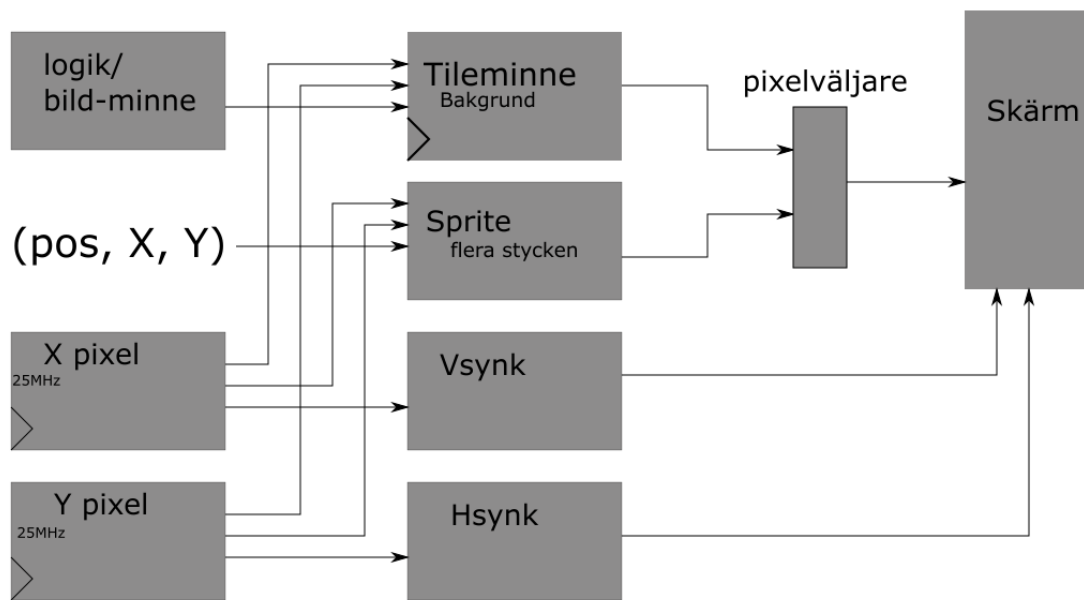 logik/
bild-minne
Tileminne
Bakgrund
pixelväljare
Skärm
(pos, X, Y)
Sprite
flera stycken
X pixel
25MHz
Vsynk
Y pixel
25MHz
Hsynk